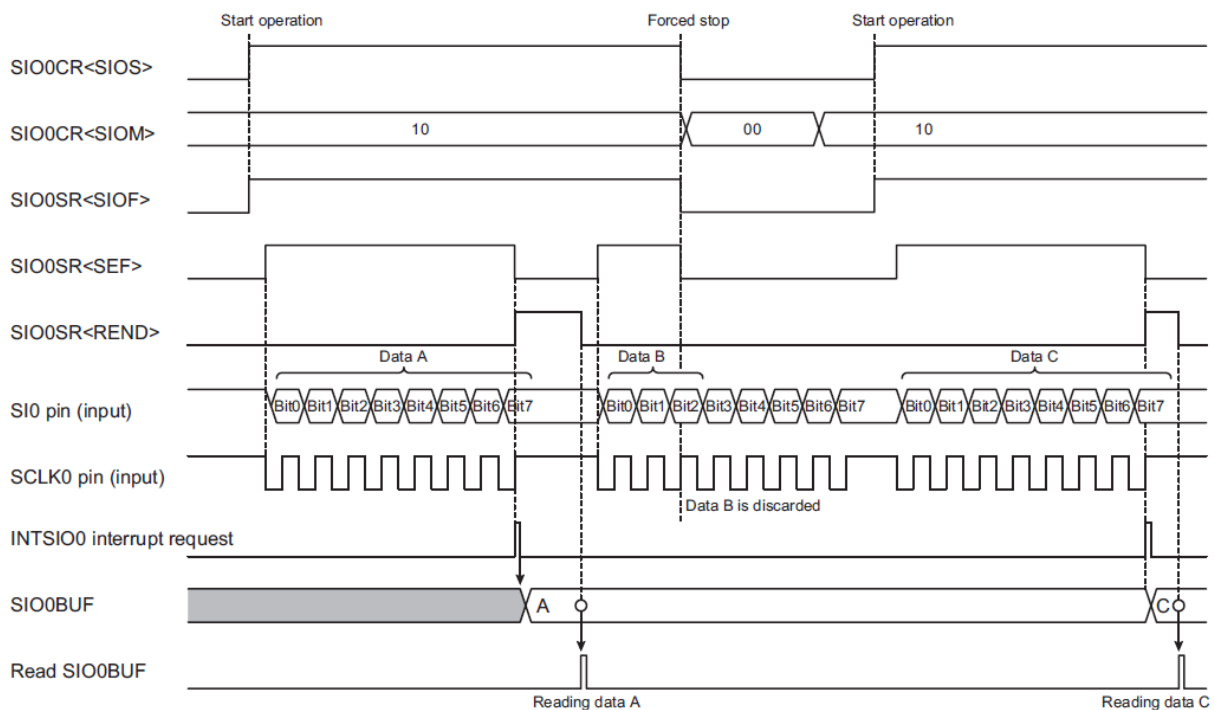 Start operation Forced stop Start operation
SIO0CR<SIOS>
SIO0CR<SIOM> 10 00 10
SIO0SR<SIOF>
SIO0SR<SEF>
SIO0SR<REND>
Data A Data B Data C
SI0 pin (input) Bit0 Bit1 Bit2 Bit3 Bit4 Bit5 Bit6 Bit7 Bit0 Bit1 Bit2 Bit3 Bit4 Bit5 Bit6 Bit7 Bit0 Bit1 Bit2 Bit3 Bit4 Bit5 Bit6 Bit7
SCLK0 pin (input)
Data B is discarded
INTSIO0 interrupt request
SIO0BUF A C
Read SIO0BUF
Reading data A Reading data C